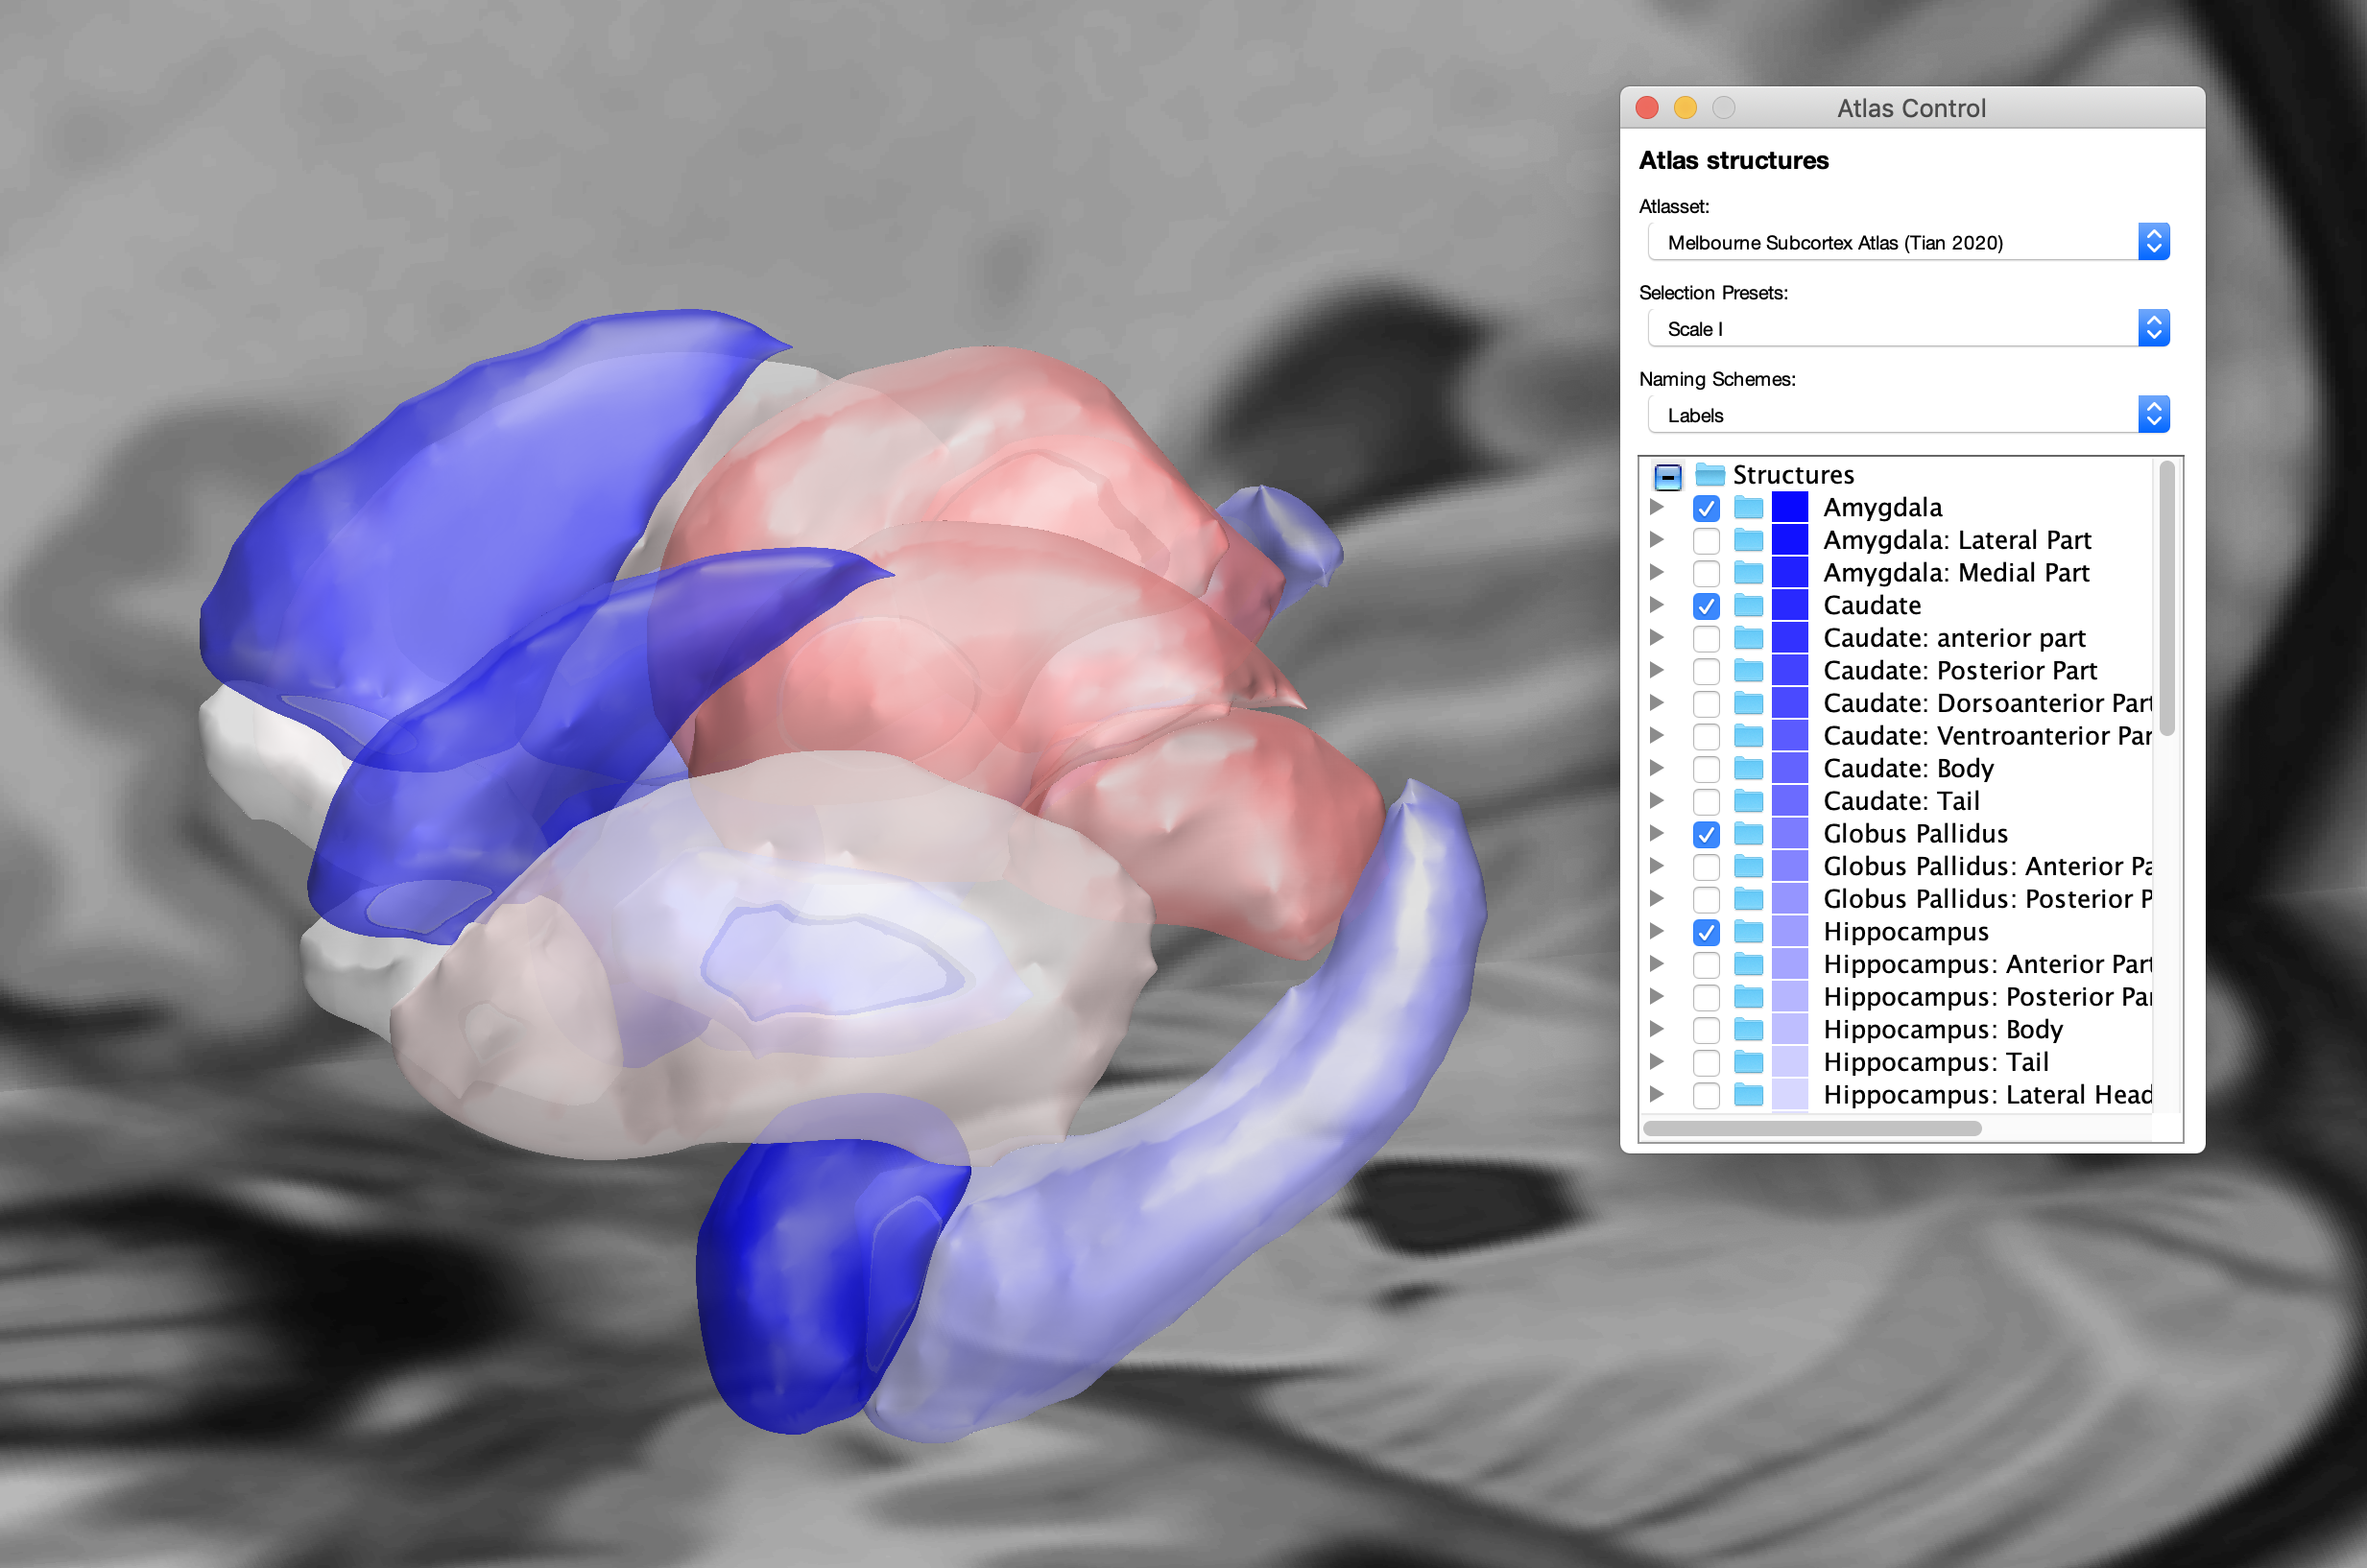 Atlas Control
Atlas structures
Atlasset:
Melbourne Subcortex Atlas (Tian 2020)
Selection Presets:
Scale I
Naming Schemes:
Labels
Structures
Amygdala
Amygdala: Lateral Part
Amygdala: Medial Part
Caudate
Caudate: anterior part
Caudate: Posterior Part
Caudate: Dorsoanterior Part
Caudate: Ventroanterior Par
Caudate: Body
Caudate: Tail
Globus Pallidus
Globus Pallidus: Anterior Pa
Globus Pallidus: Posterior P
Hippocampus
Hippocampus: Anterior Part
Hippocampus: Posterior Par
Hippocampus: Body
Hippocampus: Tail
Hippocampus: Lateral Head